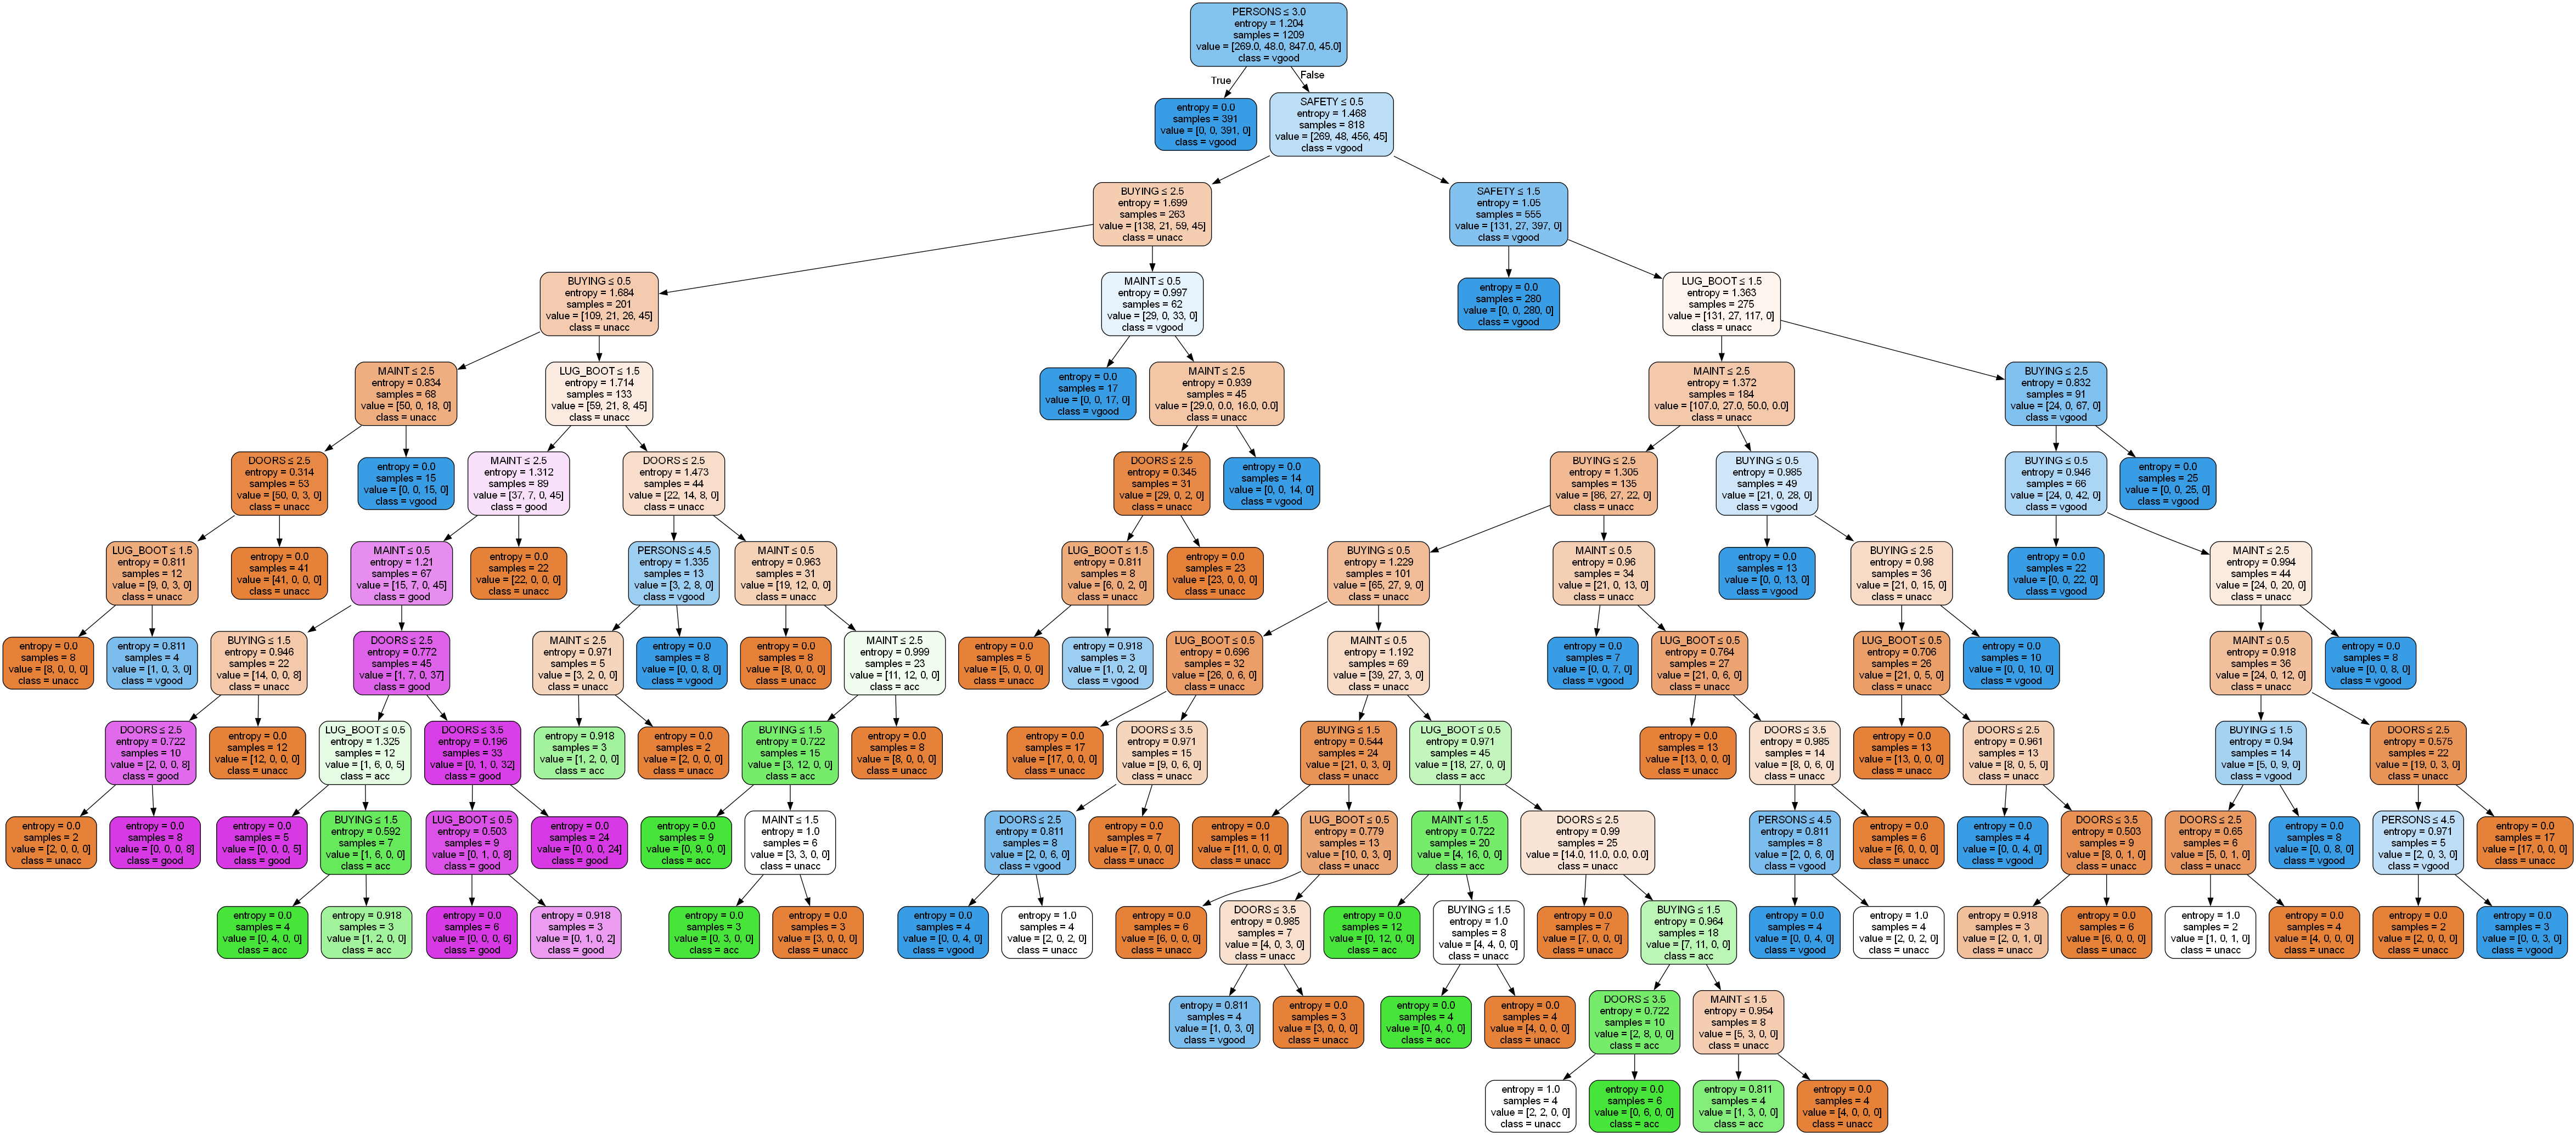 PERSONS ≤ 3.0
entropy = 1.204
samples = 1209
value = [269.0, 48.0, 847.0, 45.0]
class = vgood
True
False
entropy = 0.0
samples = 391
value = [0, 0, 391, 0]
class = vgood
SAFETY ≤ 0.5
entropy = 1.468
samples = 818
value = [269, 48, 456, 45]
class = vgood
BUYING ≤ 2.5
entropy = 1.699
samples = 263
value = [138, 21, 59, 45]
class = unacc
SAFETY ≤ 1.5
entropy = 1.05
samples = 555
value = [131, 27, 397, 0]
class = vgood
BUYING ≤ 0.5
entropy = 1.684
samples = 201
value = [109, 21, 26, 45]
class = unacc
MAINT ≤ 0.5
entropy = 0.997
samples = 62
value = [29, 0, 33, 0]
class = vgood
entropy = 0.0
samples = 280
value = [0, 0, 280, 0]
class = vgood
LUG_BOOT ≤ 1.5
entropy = 1.363
samples = 275
value = [131, 27, 117, 0]
class = unacc
MAINT ≤ 2.5
entropy = 0.834
samples = 68
value = [50, 0, 18, 0]
class = unacc
LUG_BOOT ≤ 1.5
entropy = 1.714
samples = 133
value = [59, 21, 8, 45]
class = unacc
entropy = 0.0
samples = 17
value = [0, 0, 17, 0]
class = vgood
MAINT ≤ 2.5
entropy = 0.939
samples = 45
value = [29.0, 0.0, 16.0, 0.0]
class = unacc
MAINT ≤ 2.5
entropy = 1.372
samples = 184
value = [107.0, 27.0, 50.0, 0.0]
class = unacc
BUYING ≤ 2.5
entropy = 0.832
samples = 91
value = [24, 0, 67, 0]
class = vgood
DOORS ≤ 2.5
entropy = 0.314
samples = 53
value = [50, 0, 3, 0]
class = unacc
entropy = 0.0
samples = 15
value = [0, 0, 15, 0]
class = vgood
MAINT ≤ 2.5
entropy = 1.312
samples = 89
value = [37, 7, 0, 45]
class = good
DOORS ≤ 2.5
entropy = 1.473
samples = 44
value = [22, 14, 8, 0]
class = unacc
DOORS ≤ 2.5
entropy = 0.345
samples = 31
value = [29, 0, 2, 0]
class = unacc
entropy = 0.0
samples = 14
value = [0, 0, 14, 0]
class = vgood
BUYING ≤ 2.5
entropy = 1.305
samples = 135
value = [86, 27, 22, 0]
class = unacc
BUYING ≤ 0.5
entropy = 0.985
samples = 49
value = [21, 0, 28, 0]
class = vgood
BUYING ≤ 0.5
entropy = 0.946
samples = 66
value = [24, 0, 42, 0]
class = vgood
entropy = 0.0
samples = 25
value = [0, 0, 25, 0]
class = vgood
LUG_BOOT ≤ 1.5
entropy = 0.811
samples = 12
value = [9, 0, 3, 0]
class = unacc
entropy = 0.0
samples = 41
value = [41, 0, 0, 0]
class = unacc
MAINT ≤ 0.5
entropy = 1.21
samples = 67
value = [15, 7, 0, 45]
class = good
entropy = 0.0
samples = 22
value = [22, 0, 0, 0]
class = unacc
PERSONS ≤ 4.5
entropy = 1.335
samples = 13
value = [3, 2, 8, 0]
class = vgood
MAINT ≤ 0.5
entropy = 0.963
samples = 31
value = [19, 12, 0, 0]
class = unacc
LUG_BOOT ≤ 1.5
entropy = 0.811
samples = 8
value = [6, 0, 2, 0]
class = unacc
entropy = 0.0
samples = 23
value = [23, 0, 0, 0]
class = unacc
BUYING ≤ 0.5
entropy = 1.229
samples = 101
value = [65, 27, 9, 0]
class = unacc
MAINT ≤ 0.5
entropy = 0.96
samples = 34
value = [21, 0, 13, 0]
class = unacc
entropy = 0.0
samples = 13
value = [0, 0, 13, 0]
class = vgood
BUYING ≤ 2.5
entropy = 0.98
samples = 36
value = [21, 0, 15, 0]
class = unacc
entropy = 0.0
samples = 22
value = [0, 0, 22, 0]
class = vgood
MAINT ≤ 2.5
entropy = 0.994
samples = 44
value = [24, 0, 20, 0]
class = unacc
entropy = 0.0
samples = 8
value = [8, 0, 0, 0]
class = unacc
entropy = 0.811
samples = 4
value = [1, 0, 3, 0]
class = vgood
BUYING ≤ 1.5
entropy = 0.946
samples = 22
value = [14, 0, 0, 8]
class = unacc
DOORS ≤ 2.5
entropy = 0.772
samples = 45
value = [1, 7, 0, 37]
class = good
MAINT ≤ 2.5
entropy = 0.971
samples = 5
value = [3, 2, 0, 0]
class = unacc
entropy = 0.0
samples = 8
value = [0, 0, 8, 0]
class = vgood
entropy = 0.0
samples = 8
value = [8, 0, 0, 0]
class = unacc
MAINT ≤ 2.5
entropy = 0.999
samples = 23
value = [11, 12, 0, 0]
class = acc
entropy = 0.0
samples = 5
value = [5, 0, 0, 0]
class = unacc
entropy = 0.918
samples = 3
value = [1, 0, 2, 0]
class = vgood
LUG_BOOT ≤ 0.5
entropy = 0.696
samples = 32
value = [26, 0, 6, 0]
class = unacc
MAINT ≤ 0.5
entropy = 1.192
samples = 69
value = [39, 27, 3, 0]
class = unacc
entropy = 0.0
samples = 7
value = [0, 0, 7, 0]
class = vgood
LUG_BOOT ≤ 0.5
entropy = 0.764
samples = 27
value = [21, 0, 6, 0]
class = unacc
LUG_BOOT ≤ 0.5
entropy = 0.706
samples = 26
value = [21, 0, 5, 0]
class = unacc
entropy = 0.0
samples = 10
value = [0, 0, 10, 0]
class = vgood
MAINT ≤ 0.5
entropy = 0.918
samples = 36
value = [24, 0, 12, 0]
class = unacc
entropy = 0.0
samples = 8
value = [0, 0, 8, 0]
class = vgood
DOORS ≤ 2.5
entropy = 0.722
samples = 10
value = [2, 0, 0, 8]
class = good
entropy = 0.0
samples = 12
value = [12, 0, 0, 0]
class = unacc
LUG_BOOT ≤ 0.5
entropy = 1.325
samples = 12
value = [1, 6, 0, 5]
class = acc
DOORS ≤ 3.5
entropy = 0.196
samples = 33
value = [0, 1, 0, 32]
class = good
entropy = 0.918
samples = 3
value = [1, 2, 0, 0]
class = acc
entropy = 0.0
samples = 2
value = [2, 0, 0, 0]
class = unacc
BUYING ≤ 1.5
entropy = 0.722
samples = 15
value = [3, 12, 0, 0]
class = acc
entropy = 0.0
samples = 8
value = [8, 0, 0, 0]
class = unacc
entropy = 0.0
samples = 17
value = [17, 0, 0, 0]
class = unacc
DOORS ≤ 3.5
entropy = 0.971
samples = 15
value = [9, 0, 6, 0]
class = unacc
BUYING ≤ 1.5
entropy = 0.544
samples = 24
value = [21, 0, 3, 0]
class = unacc
LUG_BOOT ≤ 0.5
entropy = 0.971
samples = 45
value = [18, 27, 0, 0]
class = acc
entropy = 0.0
samples = 13
value = [13, 0, 0, 0]
class = unacc
DOORS ≤ 3.5
entropy = 0.985
samples = 14
value = [8, 0, 6, 0]
class = unacc
entropy = 0.0
samples = 13
value = [13, 0, 0, 0]
class = unacc
DOORS ≤ 2.5
entropy = 0.961
samples = 13
value = [8, 0, 5, 0]
class = unacc
BUYING ≤ 1.5
entropy = 0.94
samples = 14
value = [5, 0, 9, 0]
class = vgood
DOORS ≤ 2.5
entropy = 0.575
samples = 22
value = [19, 0, 3, 0]
class = unacc
entropy = 0.0
samples = 2
value = [2, 0, 0, 0]
class = unacc
entropy = 0.0
samples = 8
value = [0, 0, 0, 8]
class = good
entropy = 0.0
samples = 5
value = [0, 0, 0, 5]
class = good
BUYING ≤ 1.5
entropy = 0.592
samples = 7
value = [1, 6, 0, 0]
class = acc
LUG_BOOT ≤ 0.5
entropy = 0.503
samples = 9
value = [0, 1, 0, 8]
class = good
entropy = 0.0
samples = 24
value = [0, 0, 0, 24]
class = good
entropy = 0.0
samples = 9
value = [0, 9, 0, 0]
class = acc
MAINT ≤ 1.5
entropy = 1.0
samples = 6
value = [3, 3, 0, 0]
class = unacc
DOORS ≤ 2.5
entropy = 0.811
samples = 8
value = [2, 0, 6, 0]
class = vgood
entropy = 0.0
samples = 7
value = [7, 0, 0, 0]
class = unacc
entropy = 0.0
samples = 11
value = [11, 0, 0, 0]
class = unacc
LUG_BOOT ≤ 0.5
entropy = 0.779
samples = 13
value = [10, 0, 3, 0]
class = unacc
MAINT ≤ 1.5
entropy = 0.722
samples = 20
value = [4, 16, 0, 0]
class = acc
DOORS ≤ 2.5
entropy = 0.99
samples = 25
value = [14.0, 11.0, 0.0, 0.0]
class = unacc
PERSONS ≤ 4.5
entropy = 0.811
samples = 8
value = [2, 0, 6, 0]
class = vgood
entropy = 0.0
samples = 6
value = [6, 0, 0, 0]
class = unacc
entropy = 0.0
samples = 4
value = [0, 0, 4, 0]
class = vgood
DOORS ≤ 3.5
entropy = 0.503
samples = 9
value = [8, 0, 1, 0]
class = unacc
DOORS ≤ 2.5
entropy = 0.65
samples = 6
value = [5, 0, 1, 0]
class = unacc
entropy = 0.0
samples = 8
value = [0, 0, 8, 0]
class = vgood
PERSONS ≤ 4.5
entropy = 0.971
samples = 5
value = [2, 0, 3, 0]
class = vgood
entropy = 0.0
samples = 17
value = [17, 0, 0, 0]
class = unacc
entropy = 0.0
samples = 4
value = [0, 4, 0, 0]
class = acc
entropy = 0.918
samples = 3
value = [1, 2, 0, 0]
class = acc
entropy = 0.0
samples = 6
value = [0, 0, 0, 6]
class = good
entropy = 0.918
samples = 3
value = [0, 1, 0, 2]
class = good
entropy = 0.0
samples = 3
value = [0, 3, 0, 0]
class = acc
entropy = 0.0
samples = 3
value = [3, 0, 0, 0]
class = unacc
entropy = 0.0
samples = 4
value = [0, 0, 4, 0]
class = vgood
entropy = 1.0
samples = 4
value = [2, 0, 2, 0]
class = unacc
entropy = 0.0
samples = 6
value = [6, 0, 0, 0]
class = unacc
DOORS ≤ 3.5
entropy = 0.985
samples = 7
value = [4, 0, 3, 0]
class = unacc
entropy = 0.0
samples = 12
value = [0, 12, 0, 0]
class = acc
BUYING ≤ 1.5
entropy = 1.0
samples = 8
value = [4, 4, 0, 0]
class = unacc
entropy = 0.0
samples = 7
value = [7, 0, 0, 0]
class = unacc
BUYING ≤ 1.5
entropy = 0.964
samples = 18
value = [7, 11, 0, 0]
class = acc
entropy = 0.0
samples = 4
value = [0, 0, 4, 0]
class = vgood
entropy = 1.0
samples = 4
value = [2, 0, 2, 0]
class = unacc
entropy = 0.918
samples = 3
value = [2, 0, 1, 0]
class = unacc
entropy = 0.0
samples = 6
value = [6, 0, 0, 0]
class = unacc
entropy = 1.0
samples = 2
value = [1, 0, 1, 0]
class = unacc
entropy = 0.0
samples = 4
value = [4, 0, 0, 0]
class = unacc
entropy = 0.0
samples = 2
value = [2, 0, 0, 0]
class = unacc
entropy = 0.0
samples = 3
value = [0, 0, 3, 0]
class = vgood
entropy = 0.811
samples = 4
value = [1, 0, 3, 0]
class = vgood
entropy = 0.0
samples = 3
value = [3, 0, 0, 0]
class = unacc
entropy = 0.0
samples = 4
value = [0, 4, 0, 0]
class = acc
entropy = 0.0
samples = 4
value = [4, 0, 0, 0]
class = unacc
DOORS ≤ 3.5
entropy = 0.722
samples = 10
value = [2, 8, 0, 0]
class = acc
MAINT ≤ 1.5
entropy = 0.954
samples = 8
value = [5, 3, 0, 0]
class = unacc
entropy = 1.0
samples = 4
value = [2, 2, 0, 0]
class = unacc
entropy = 0.0
samples = 6
value = [0, 6, 0, 0]
class = acc
entropy = 0.811
samples = 4
value = [1, 3, 0, 0]
class = acc
entropy = 0.0
samples = 4
value = [4, 0, 0, 0]
class = unacc